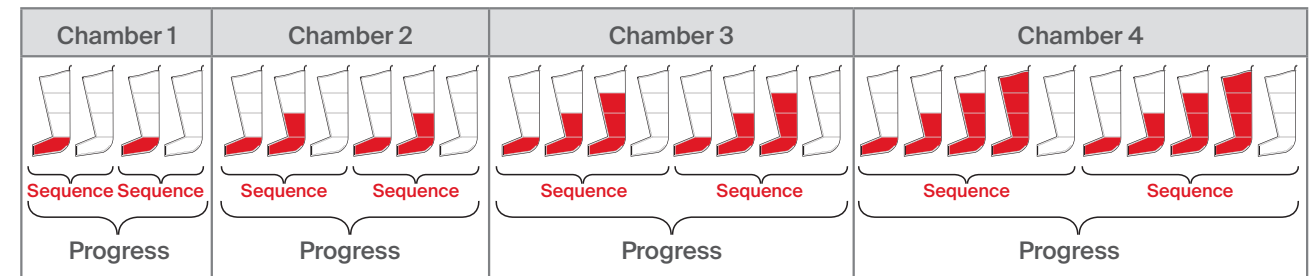 Chamber 1
Chamber 2
Chamber 3
Chamber 4
Sequence Sequence
Sequence Sequence
Sequence Sequence
Sequence Sequence
Progress
Progress
Progress
Progress